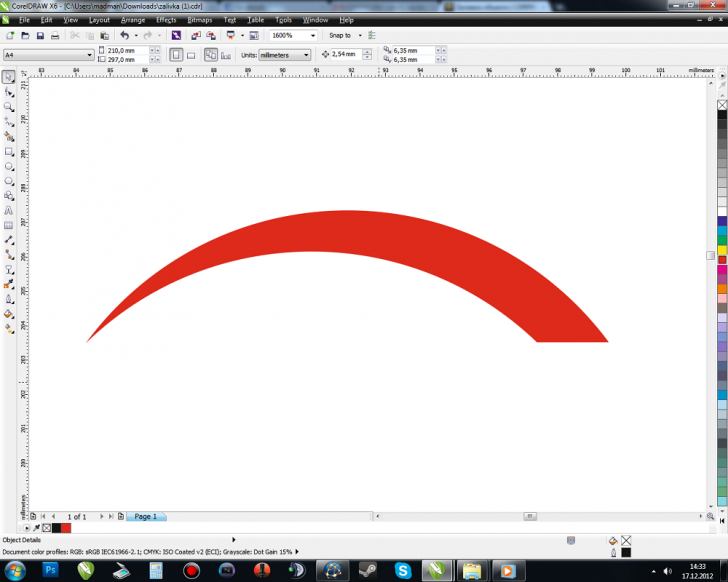 CorelDRAW X6 - [C:\Users\madman\Downloads\zalivka (1).cdr]
File Edit View Layout Arrange Effects Bitmaps Text Table Tools Window Help
1600% Snap to
A4 210,0 mm 297,0 mm Units: millimeters 2,54 mm 6,35 mm 6,35 mm
83 84 85 86 87 88 89 90 91 92 93 94 95 96 97 98 99 100 101 millimeters
millimeters
1 of 1 Page 1
Object Details
Document color profiles: RGB: sRGB IEC61966-2.1; CMYK: ISO Coated v2 (ECI); Grayscale: Dot Gain 15%
Ps
14:33
17.12.2012